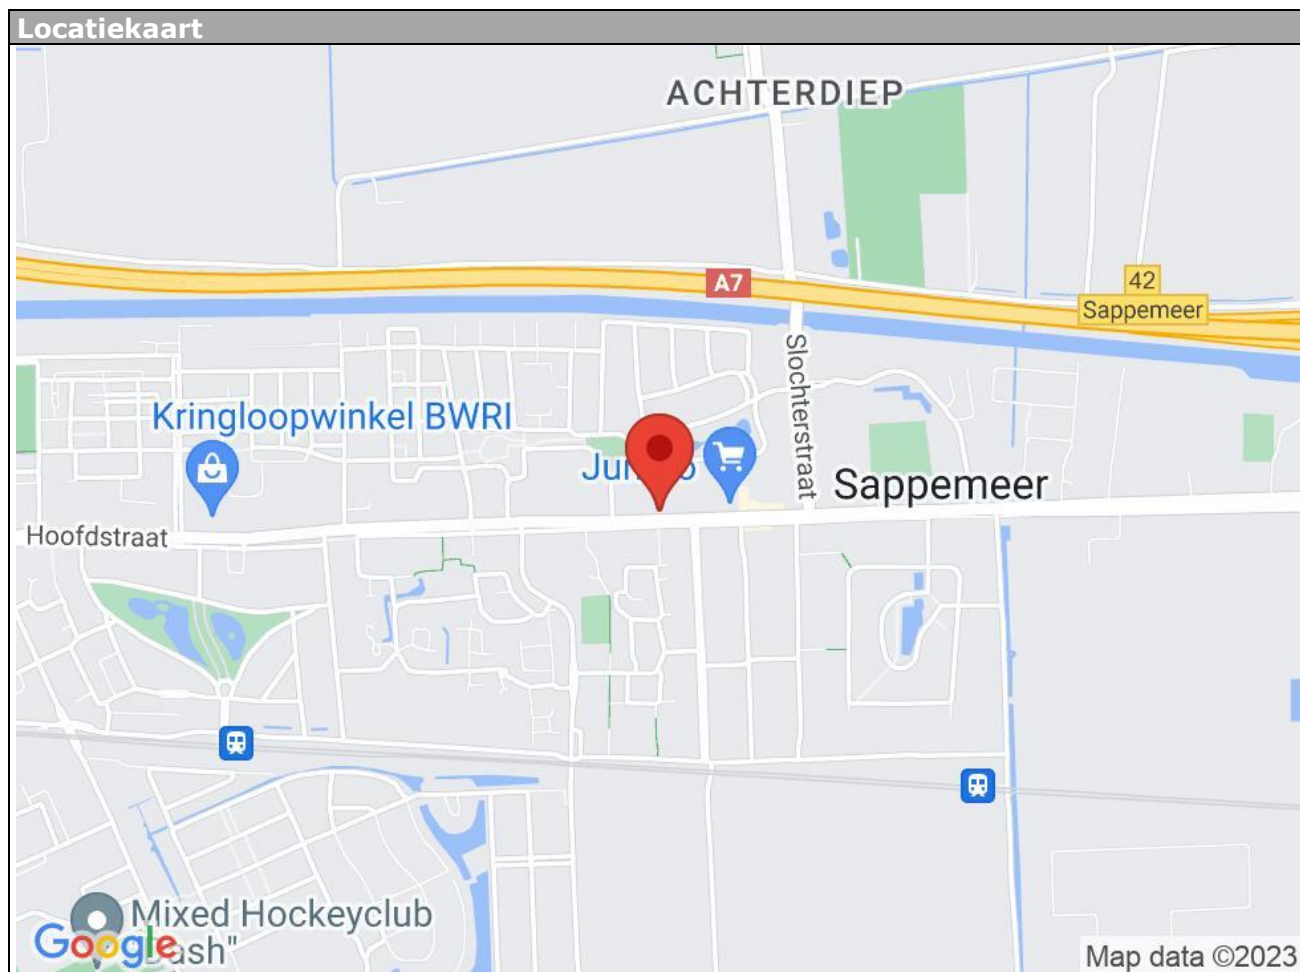 Locatiekaart
ACHTERDIEP
A7
42
Sappemeer
Slochterstraat
Kringloopwinkel BWRI
Sappemeer
Hoofdstraat
Mixed Hockeyclub
Google
Map data ©2023